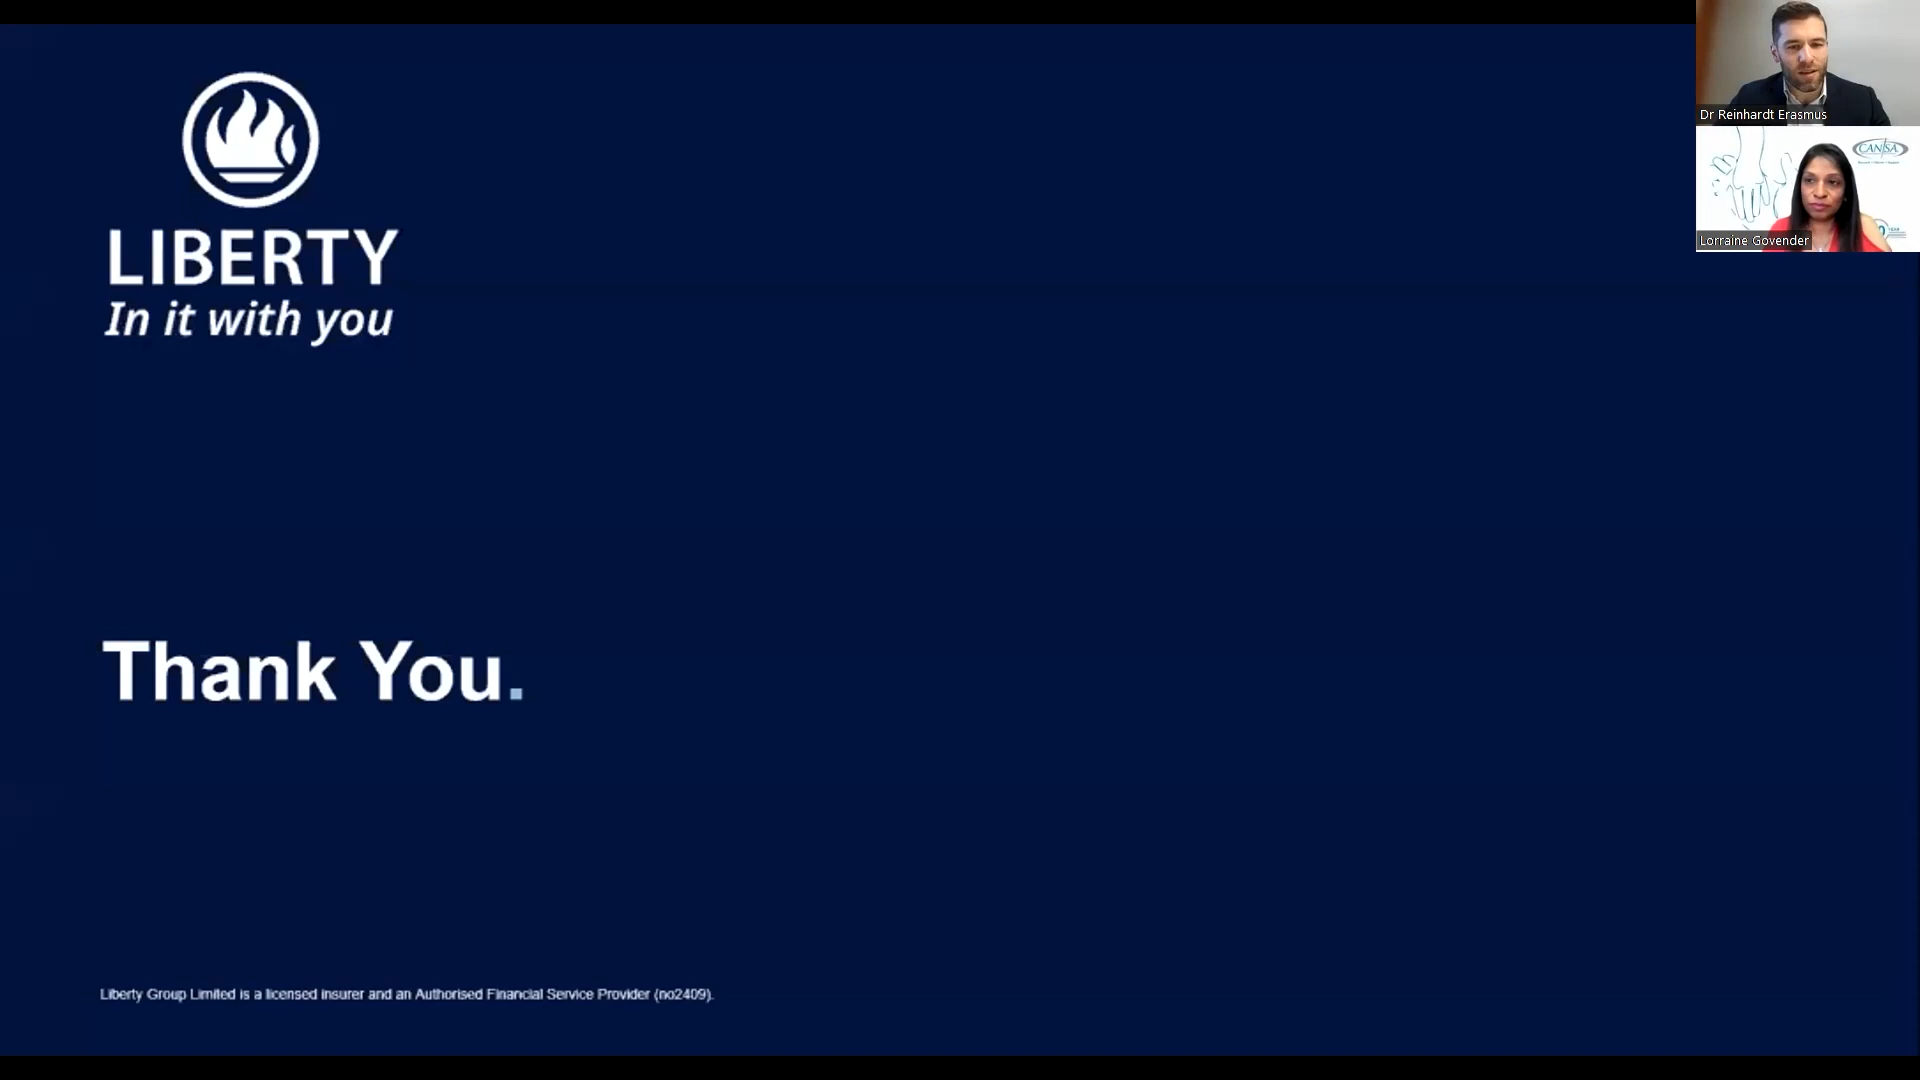 LIBERTY
In it with you
Thank You.
Liberty Group Limited is a licensed insurer and an Authorised Financial Service Provider (no2409).
Dr Reinhardt Erasmus
CANSA
Lorraine Govender